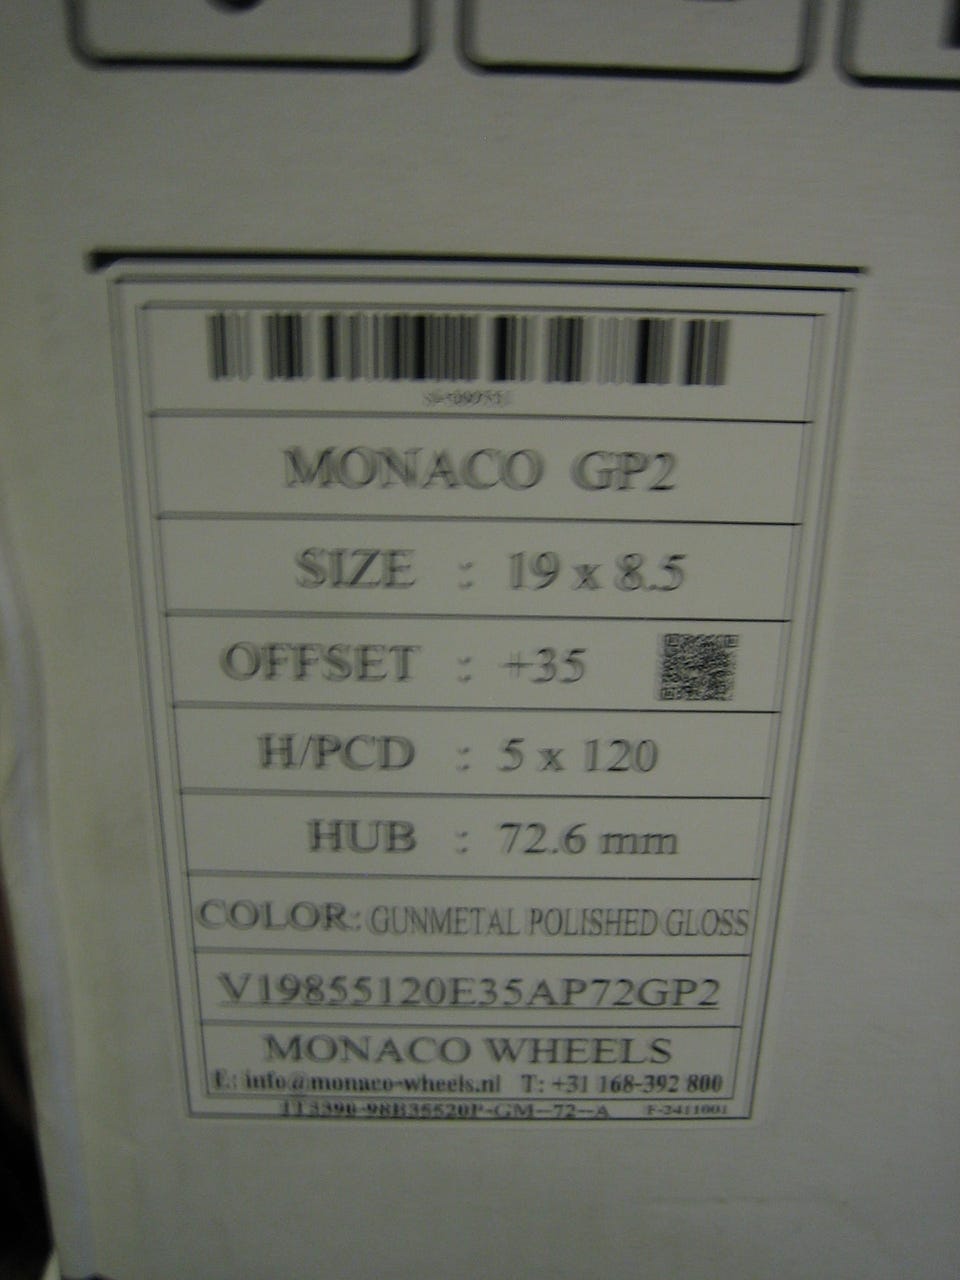 MONACO GP2
SIZE : 19 x 8.5
OFFSET : +35
H/PCD : 5 x 120
HUB : 72.6 mm
COLOR: GUNMETAL POLISHED GLOSS
V19855120E35AP72GP2
MONACO WHEELS
E.: info@monaco-wheels.nl T: +31 168-392 800
F-2411001